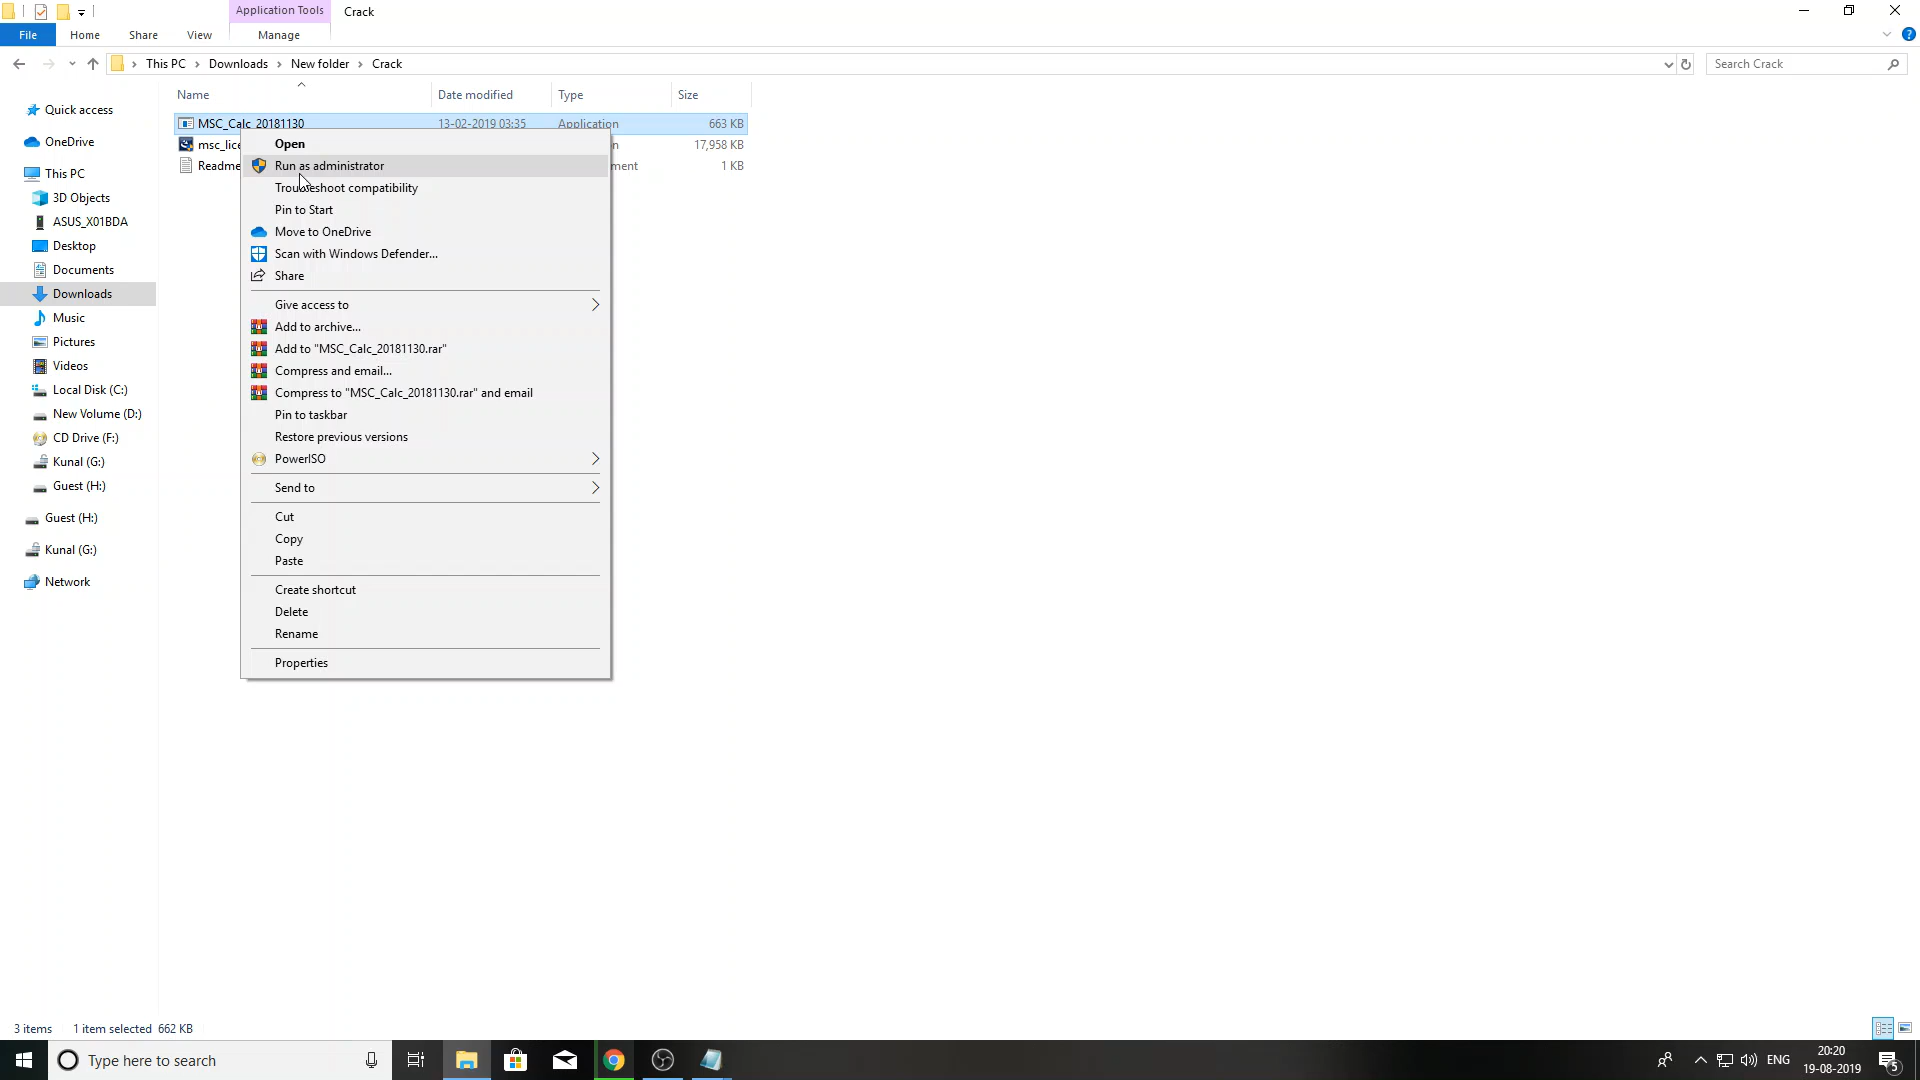 Application Tools
Crack
File
Home
Share
View
Manage
This PC
Downloads
New folder
Crack
Search Crack
Name
Date modified
Type
Size
MSC_Calc_20181130
13-02-2019 03:35
Application
663 KB
msc_lice
n
17,958 KB
Readme
ment
1 KB
Quick access
OneDrive
This PC
3D Objects
ASUS_X01BDA
Desktop
Documents
Downloads
Music
Pictures
Videos
Local Disk (C:)
New Volume (D:)
CD Drive (F:)
Kunal (G:)
Guest (H:)
Guest (H:)
Kunal (G:)
Network
Open
Run as administrator
Troubleshoot compatibility
Pin to Start
Move to OneDrive
Scan with Windows Defender...
Share
Give access to
Add to archive...
Add to "MSC_Calc_20181130.rar"
Compress and email...
Compress to "MSC_Calc_20181130.rar" and email
Pin to taskbar
Restore previous versions
PowerISO
Send to
Cut
Copy
Paste
Create shortcut
Delete
Rename
Properties
3 items
1 item selected 662 KB
Type here to search
ENG
20:20
19-08-2019
5